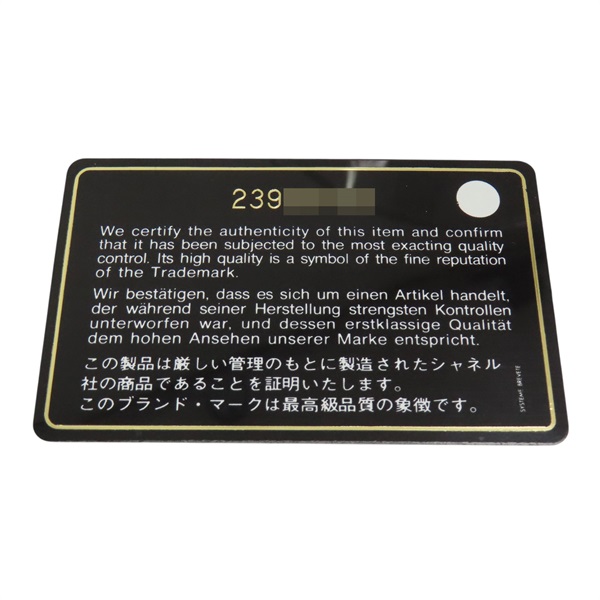 239
We certify the authenticity of this item and confirm
that it has been subjected to the most exacting quality
control. Its high quality is a symbol of the fine reputation
of the Trademark.
Wir bestätigen, dass es sich um einen Artikel handelt,
der während seiner Herstellung strengsten Kontrollen
unterworfen war, und dessen erstklassige Qualität
dem hohen Ansehen unserer Marke entspricht.
この製品は厳しい管理のもとに製造されたシャネル
社の商品であることを証明いたします。
このブランド・マークは最高級品質の象徴です。
SYSTEME BREVETE